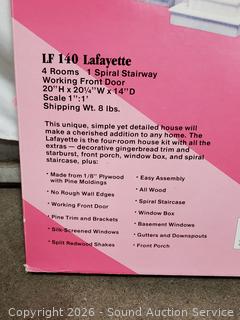 LF 140 Lafayette
4 Rooms 1 Spiral Stairway
Working Front Door
20"H x 20¼"W x 14"D
Scale 1":1'
Shipping Wt. 8 lbs.
This unique, simple yet detailed house will
make a cherished addition to any home. The
Lafayette is the four-room house kit with all the
extras — decorative gingerbread trim and
starburst, front porch, window box, and spiral
staircase, plus:
• Made from 1/8" Plywood
with Pine Moldings
• No Rough Wall Edges
• Working Front Door
• Pine Trim and Brackets
• Silk-Screened Windows
• Split Redwood Shakes
• Easy Assembly
• All Wood
• Spiral Staircase
• Window Box
• Basement Windows
• Gutters and Downspouts
• Front Porch
Copyright 2026 - Sound Auction Service